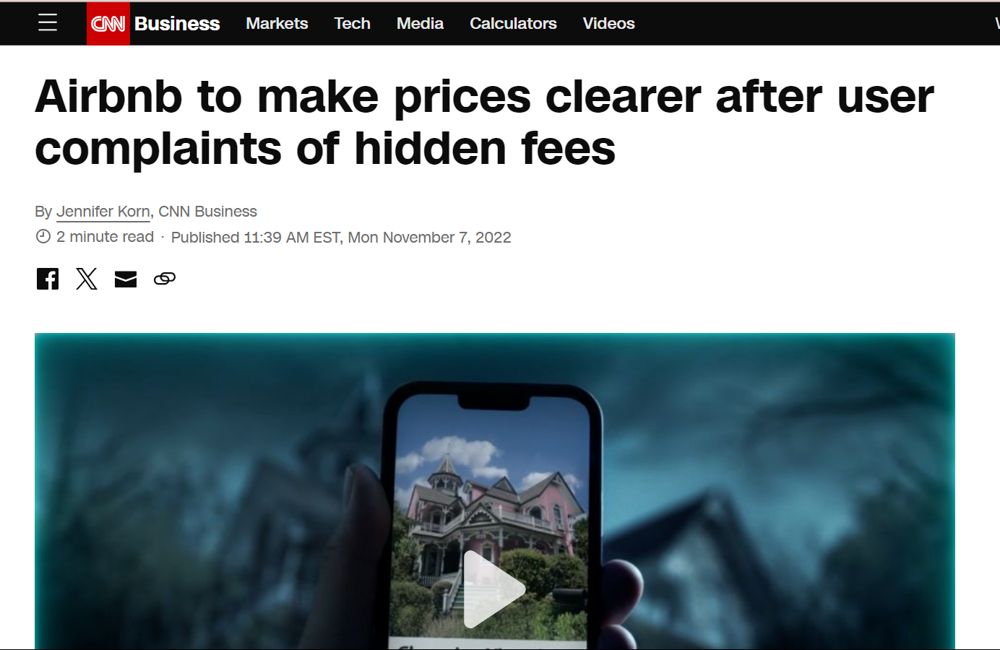 CNN Business Markets Tech Media Calculators Videos
Airbnb to make prices clearer after user
complaints of hidden fees
By Jennifer Korn, CNN Business
2 minute read · Published 11:39 AM EST, Mon November 7, 2022